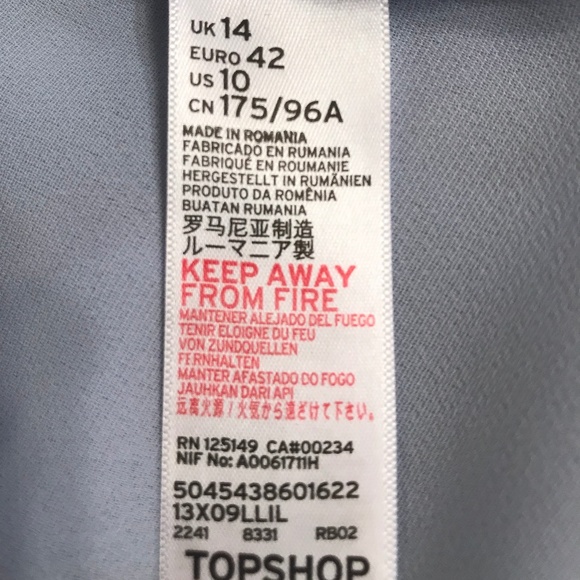 UK 14
EURO 42
US 10
CN 175/96A
MADE IN ROMANIA
FABRICADO EN RUMANIA
FABRIQUÉ EN ROUMANIE
HERGESTELLT IN RUMÄNIEN
PRODUTO DA ROMÊNIA
BUATAN RUMANIA
罗马尼亚制造
ルーマニア製
KEEP AWAY
FROM FIRE
MANTENER ALEJADO DEL FUEGO
TENIR ELOIGNE DU FEU
VON ZUNDQUELLEN
FERNHALTEN
MANTER AFASTADO DO FOGO
JAUHKAN DARI API
远离火源 / 火気から遠ざけて下さい。
RN 125149 CA#00234
NIF No: A0061711H
5045438601622
13X09LLIL
2241 8331 RB02
TOPSHOP